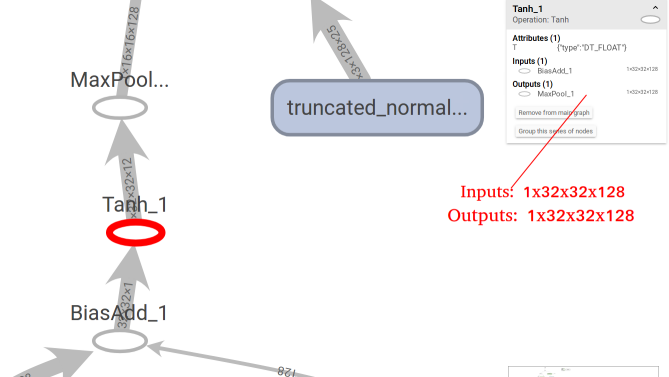 ×16×16×128
MaxPool...
×3×128×25
truncated_normal...
×32×12
Tanh_1
32×1
BiasAdd_1
128
Tanh_1
Operation: Tanh
Attributes (1)
T {"type":"DT_FLOAT"}
Inputs (1)
BiasAdd_1 1×32×32×128
Outputs (1)
MaxPool_1 1×32×32×128
Remove from main graph
Group this series of nodes
Inputs: 1x32x32x128
Outputs: 1x32x32x128